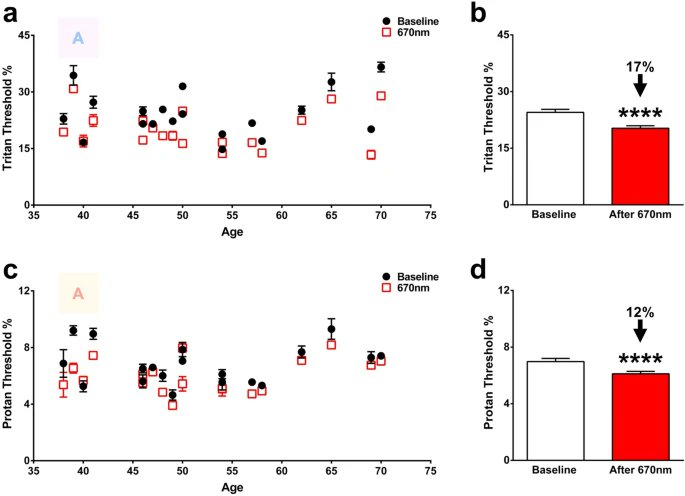 a
A
Baseline
670nm
Tritan Threshold %
45
30
15
0
35 40 45 50 55 60 65 70 75
Age
b
Tritan Threshold %
45
30
15
0
17%
****
Baseline After 670nm
c
A
Baseline
670nm
Protan Threshold %
12
8
4
0
35 40 45 50 55 60 65 70 75
Age
d
Protan Threshold %
12
8
4
0
12%
****
Baseline After 670nm